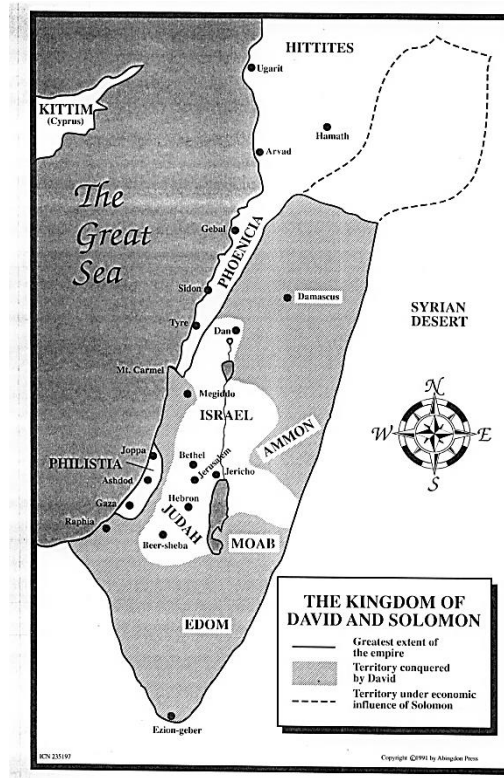 HITTITES
Ugarit
KITTIM
(Cyprus)
Hamath
Arvad
The
Great
Sea
Gebal
PHOENICIA
Sidon
Damascus
Tyre
Dan
SYRIAN
DESERT
Mt. Carmel
Megiddo
ISRAEL
N
W
E
S
AMMON
Joppa
PHILISTIA
Bethel
Jerusalem
Jericho
Ashdod
Gaza
Hebron
JUDAH
Raphia
Beer-sheba
MOAB
EDOM
Ezion-geber
THE KINGDOM OF
DAVID AND SOLOMON
Greatest extent of
the empire
Territory conquered
by David
Territory under economic
influence of Solomon
ICN 235197
Copyright ©1991 by Abingdon Press